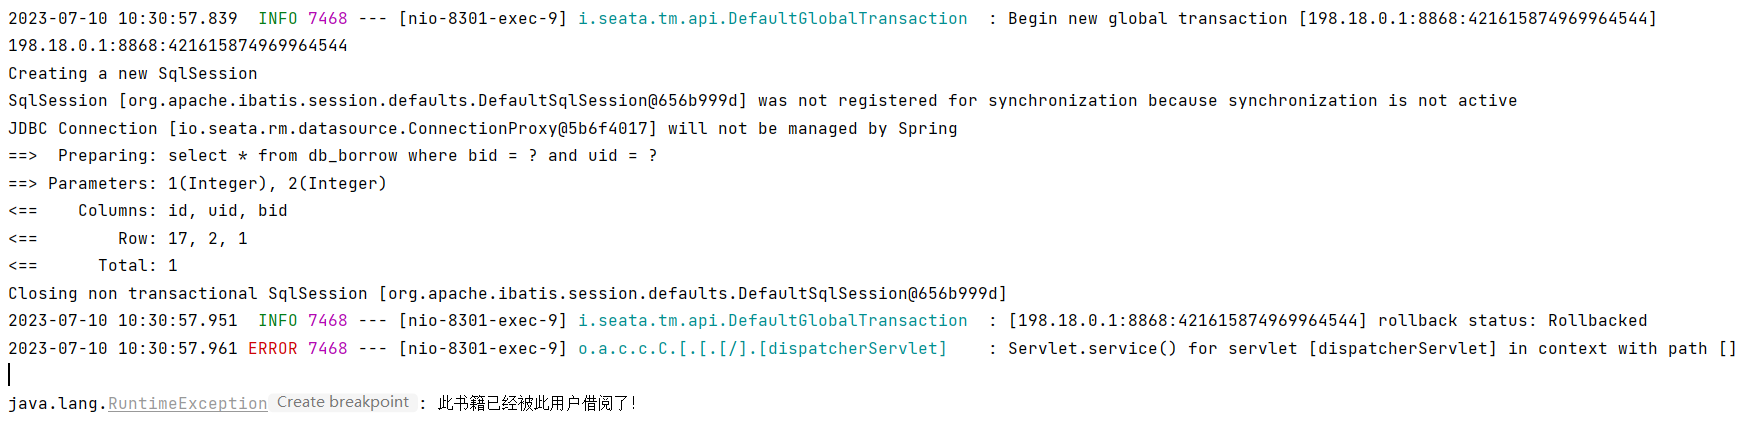 2023-07-10 10:30:57.839  INFO 7468 --- [nio-8301-exec-9] i.seata.tm.api.DefaultGlobalTransaction  : Begin new global transaction [198.18.0.1:8868:421615874969964544]
198.18.0.1:8868:421615874969964544
Creating a new SqlSession
SqlSession [org.apache.ibatis.session.defaults.DefaultSqlSession@656b999d] was not registered for synchronization because synchronization is not active
JDBC Connection [io.seata.rm.datasource.ConnectionProxy@5b6f4017] will not be managed by Spring
==>  Preparing: select * from db_borrow where bid = ? and uid = ?
==> Parameters: 1(Integer), 2(Integer)
<==    Columns: id, uid, bid
<==        Row: 17, 2, 1
<==      Total: 1
Closing non transactional SqlSession [org.apache.ibatis.session.defaults.DefaultSqlSession@656b999d]
2023-07-10 10:30:57.951  INFO 7468 --- [nio-8301-exec-9] i.seata.tm.api.DefaultGlobalTransaction  : [198.18.0.1:8868:421615874969964544] rollback status: Rollbacked
2023-07-10 10:30:57.961 ERROR 7468 --- [nio-8301-exec-9] o.a.c.c.C.[.[.[/].[dispatcherServlet]    : Servlet.service() for servlet [dispatcherServlet] in context with path []
java.lang.RuntimeException Create breakpoint : 此书籍已经被此用户借阅了!